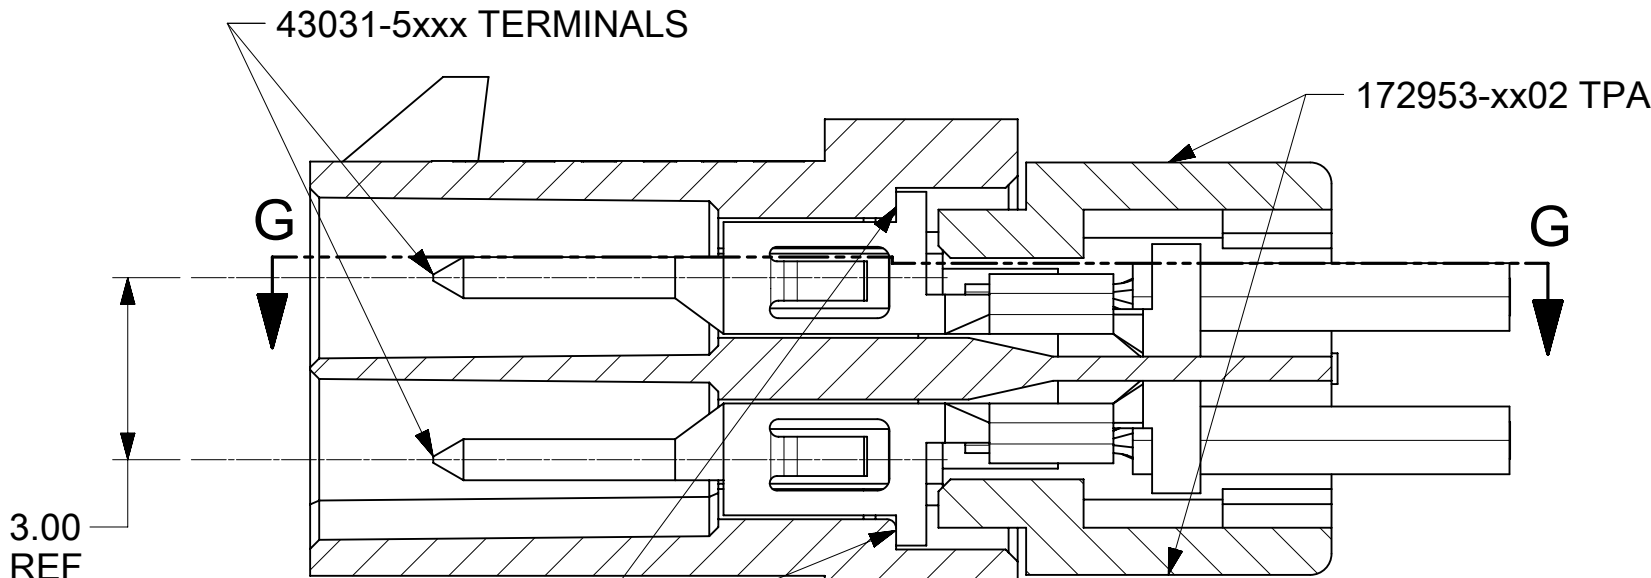 43031-5xxx TERMINALS
172953-xx02 TPA
G
G
3.00
REF